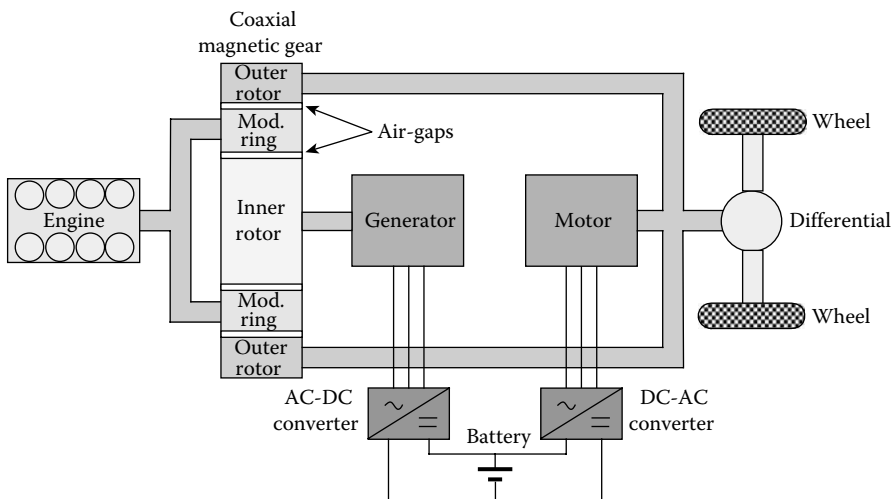 Coaxial
magnetic gear
Outer
rotor
Mod.
ring
Air-gaps
Wheel
Engine
Inner
rotor
Generator
Motor
Differential
Mod.
ring
Wheel
Outer
rotor
AC-DC
converter
DC-AC
converter
Battery